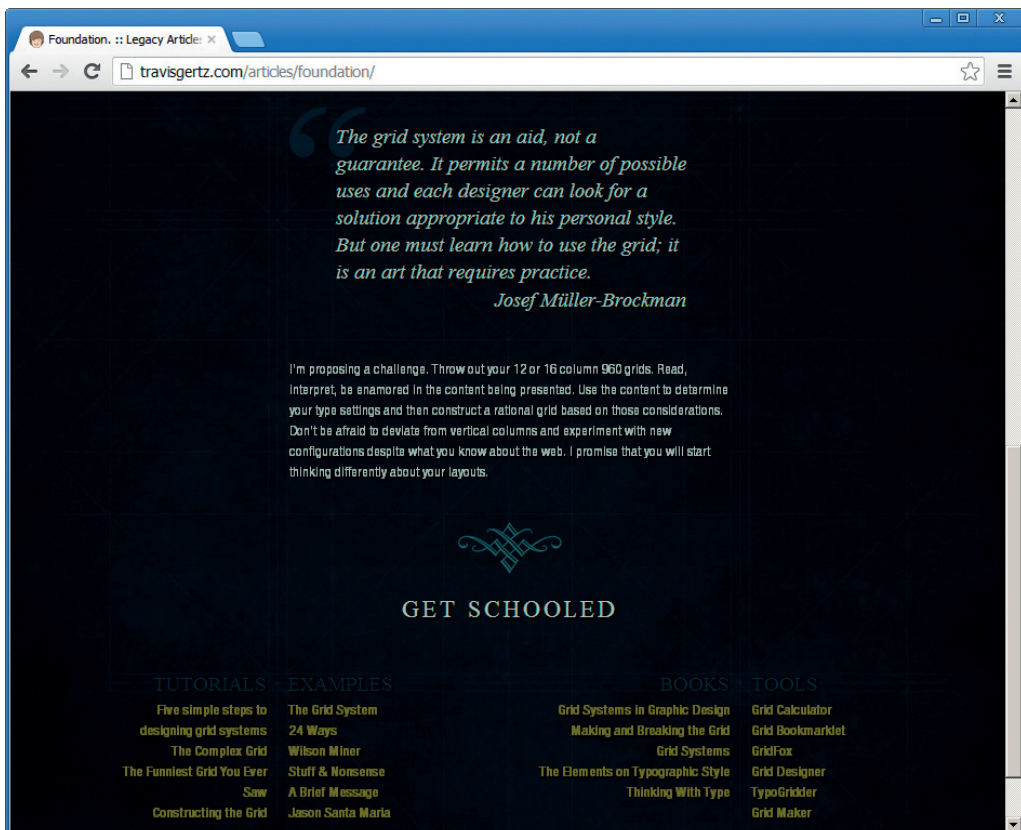 Foundation. :: Legacy Article
travisgertz.com/articles/foundation/
“
The grid system is an aid, not a
guarantee. It permits a number of possible
uses and each designer can look for a
solution appropriate to his personal style.
But one must learn how to use the grid; it
is an art that requires practice.
Josef Müller-Brockman
I'm proposing a challenge. Throw out your 12 or 16 column 960 grids. Read,
interpret, be enamored in the content being presented. Use the content to determine
your type settings and then construct a rational grid based on those considerations.
Don't be afraid to deviate from vertical columns and experiment with new
configurations despite what you know about the web. I promise that you will start
thinking differently about your layouts.
GET SCHOOLED
TUTORIALS
Five simple steps to
designing grid systems
The Complex Grid
The Funniest Grid You Ever
Saw
Constructing the Grid
EXAMPLES
The Grid System
24 Ways
Wilson Miner
Stuff & Nonsense
A Brief Message
Jason Santa Maria
BOOKS
Grid Systems in Graphic Design
Making and Breaking the Grid
Grid Systems
The Elements on Typographic Style
Thinking With Type
TOOLS
Grid Calculator
Grid Bookmarklet
GridFox
Grid Designer
TypoGridder
Grid Maker